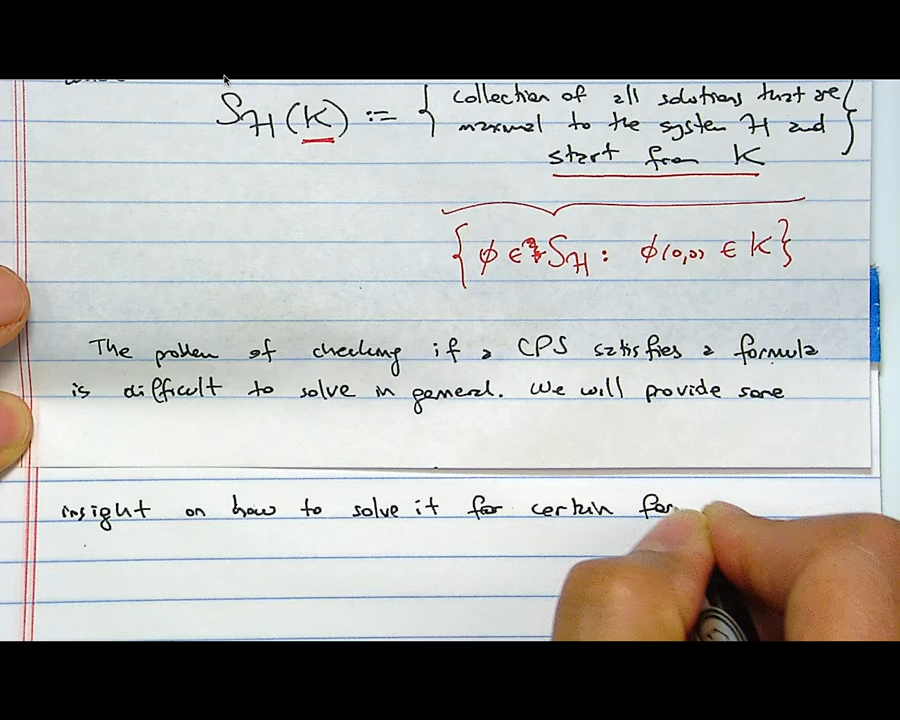 S_H(K) := { collection of all solutions that are
maximal to the system H and }
start from K
{ φ ∈ S_H : φ(0,0) ∈ K }
The problem of checking if a CPS satisfies a formula
is difficult to solve in general. We will provide some
insight on how to solve it for certain for